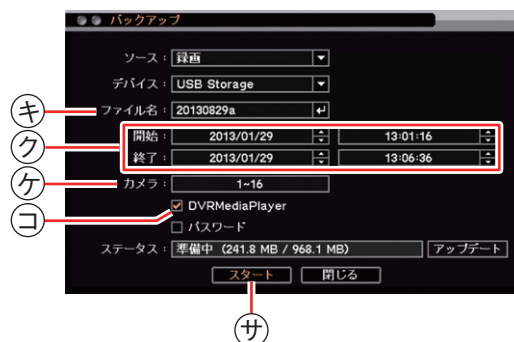 バックアップ
ソース : 録画
デバイス : USB Storage
㋖ ファイル名 : 20130829a
㋗ 開始 : 2013/01/29 13:01:16
終了 : 2013/01/29 13:06:36
㋘ カメラ : 1~16
㋙ DVRMediaPlayer
パスワード
ステータス : 準備中 (241.8 MB / 968.1 MB) アップデート
スタート 閉じる
㋚